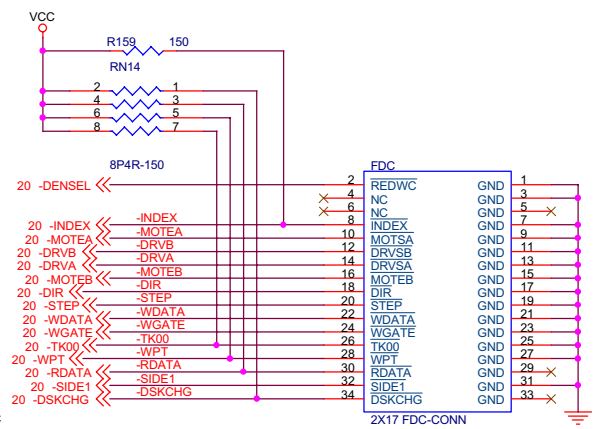 VCC
R159 150
RN14
2 1
4 3
6 5
8 7
8P4R-150
FDC
20 -DENSEL 2 REDWC GND 1
4 NC GND 3
6 NC GND 5
20 -INDEX -INDEX 8 INDEX GND 7
20 -MOTEA -MOTEA 10 MOTSA GND 9
20 -DRVB -DRVB 12 DRVSB GND 11
20 -DRVA -DRVA 14 DRVSA GND 13
20 -MOTEB -MOTEB 16 MOTEB GND 15
20 -DIR -DIR 18 DIR GND 17
20 -STEP -STEP 20 STEP GND 19
20 -WDATA -WDATA 22 WDATA GND 21
20 -WGATE -WGATE 24 WGATE GND 23
20 -TK00 -TK00 26 TK00 GND 25
20 -WPT -WPT 28 WPT GND 27
20 -RDATA -RDATA 30 RDATA GND 29
20 -SIDE1 -SIDE1 32 SIDE1 GND 31
20 -DSKCHG -DSKCHG 34 DSKCHG GND 33
2X17 FDC-CONN